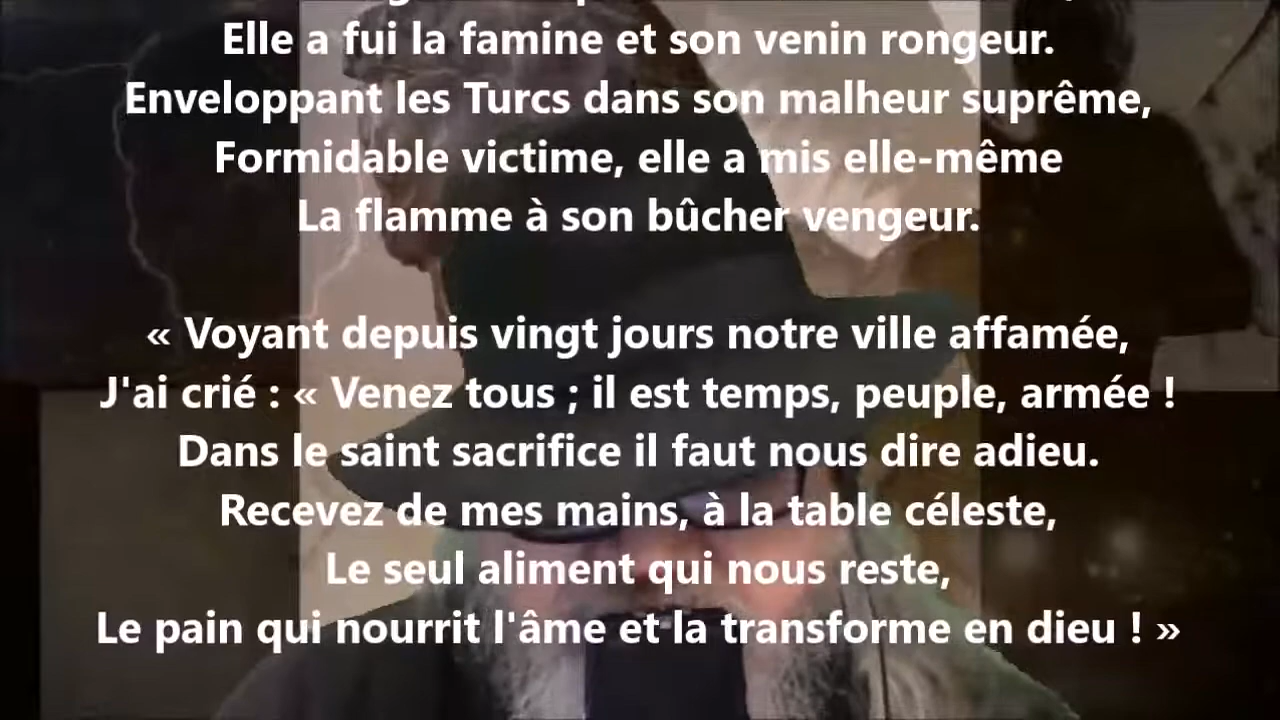 Elle a fui la famine et son venin rongeur.
Enveloppant les Turcs dans son malheur suprême,
Formidable victime, elle a mis elle-même
La flamme à son bûcher vengeur.
« Voyant depuis vingt jours notre ville affamée,
J'ai crié : « Venez tous ; il est temps, peuple, armée !
Dans le saint sacrifice il faut nous dire adieu.
Recevez de mes mains, à la table céleste,
Le seul aliment qui nous reste,
Le pain qui nourrit l'âme et la transforme en dieu ! »